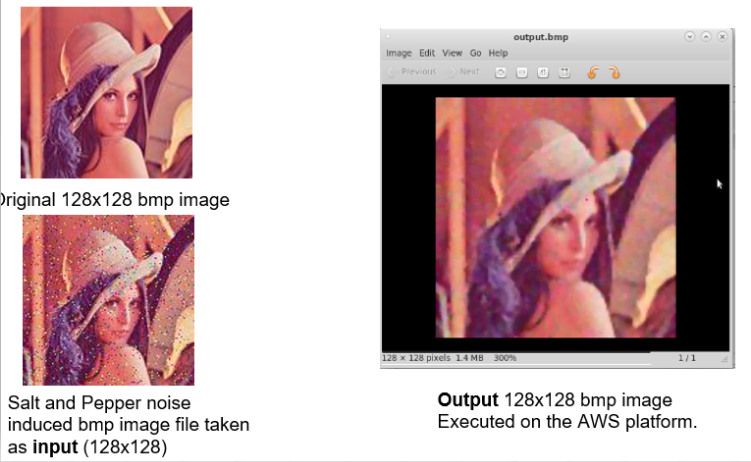 Original 128x128 bmp image
Salt and Pepper noise
induced bmp image file taken
as input (128x128)
output.bmp
Image Edit View Go Help
Previous Next
128 × 128 pixels 1.4 MB 300% 1 / 1
Output 128x128 bmp image
Executed on the AWS platform.